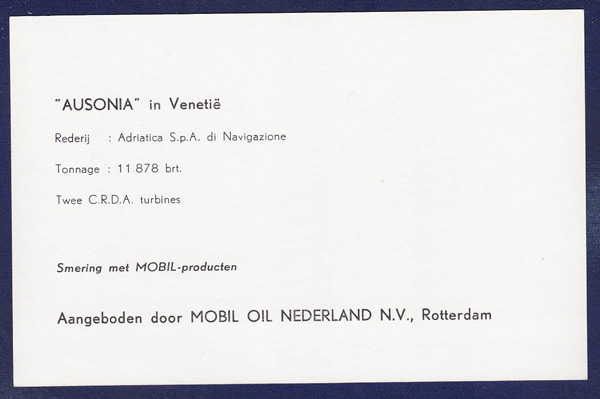 "AUSONIA" in Venetië
Rederij : Adriatica S.p.A. di Navigazione
Tonnage : 11.878 brt.
Twee C.R.D.A. turbines
Smering met MOBIL-producten
Aangeboden door MOBIL OIL NEDERLAND N.V., Rotterdam